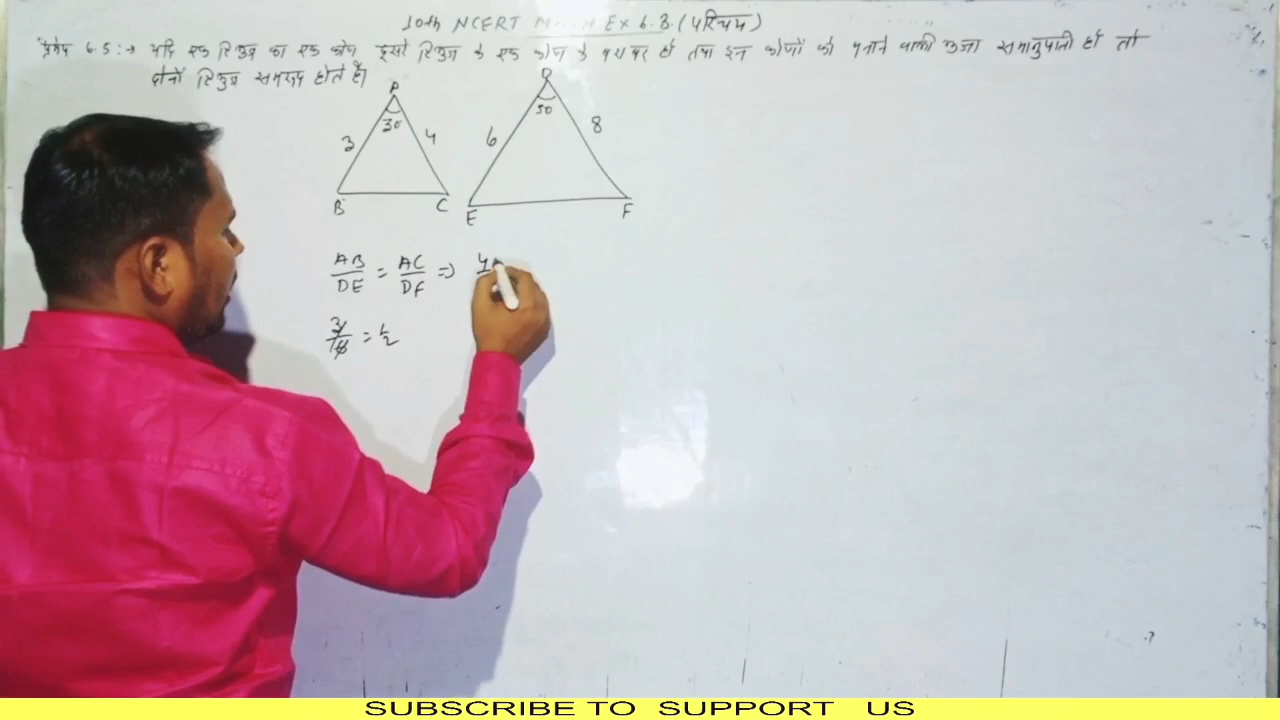 10th NCERT MATH Ex 6.3 (परिचय)
प्रमेय 6.5 :→ यदि एक त्रिभुज का एक कोण दूसरे त्रिभुज के एक कोण के बराबर हो तथा इन कोणों को बनाने वाली भुजा समानुपाती हो तो
दोनों त्रिभुज समरूप होते हैं।
A D
30 50
3 4 6 8
B C E F
AB/DE = AC/DF =>
3/6 = 1/2
SUBSCRIBE TO SUPPORT US